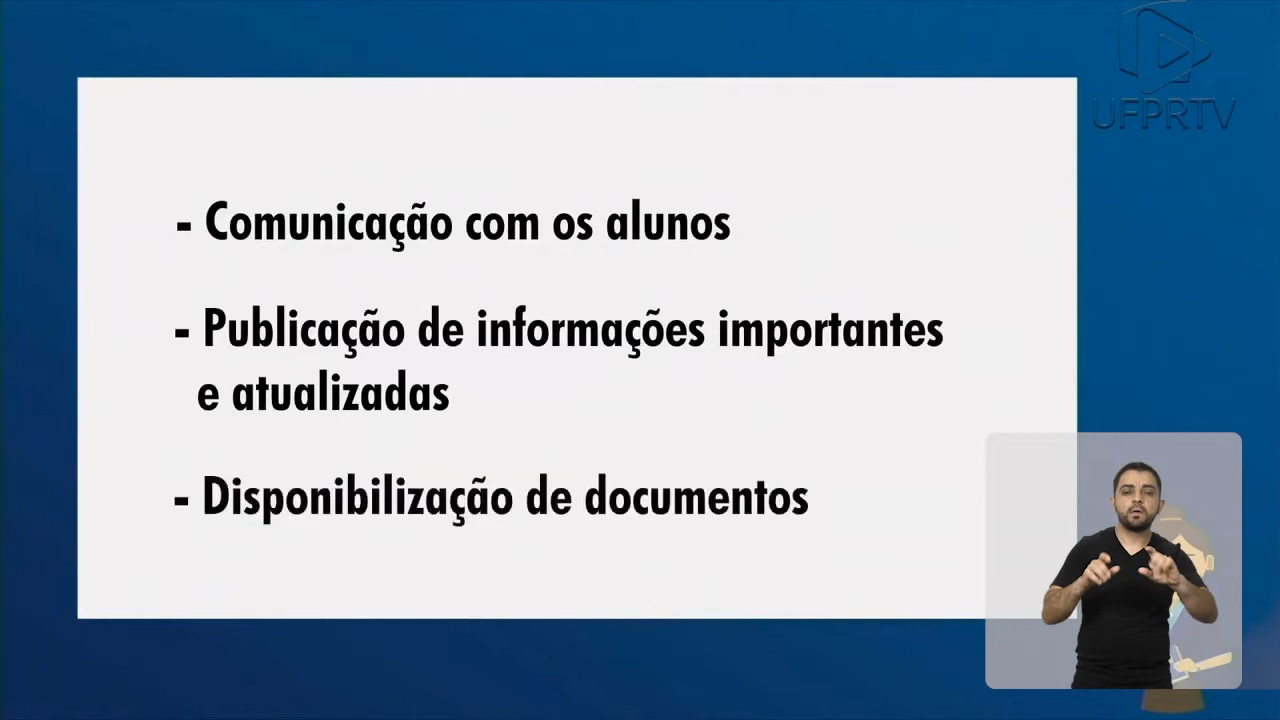 UFPRTV
- Comunicação com os alunos
- Publicação de informações importantes
e atualizadas
- Disponibilização de documentos